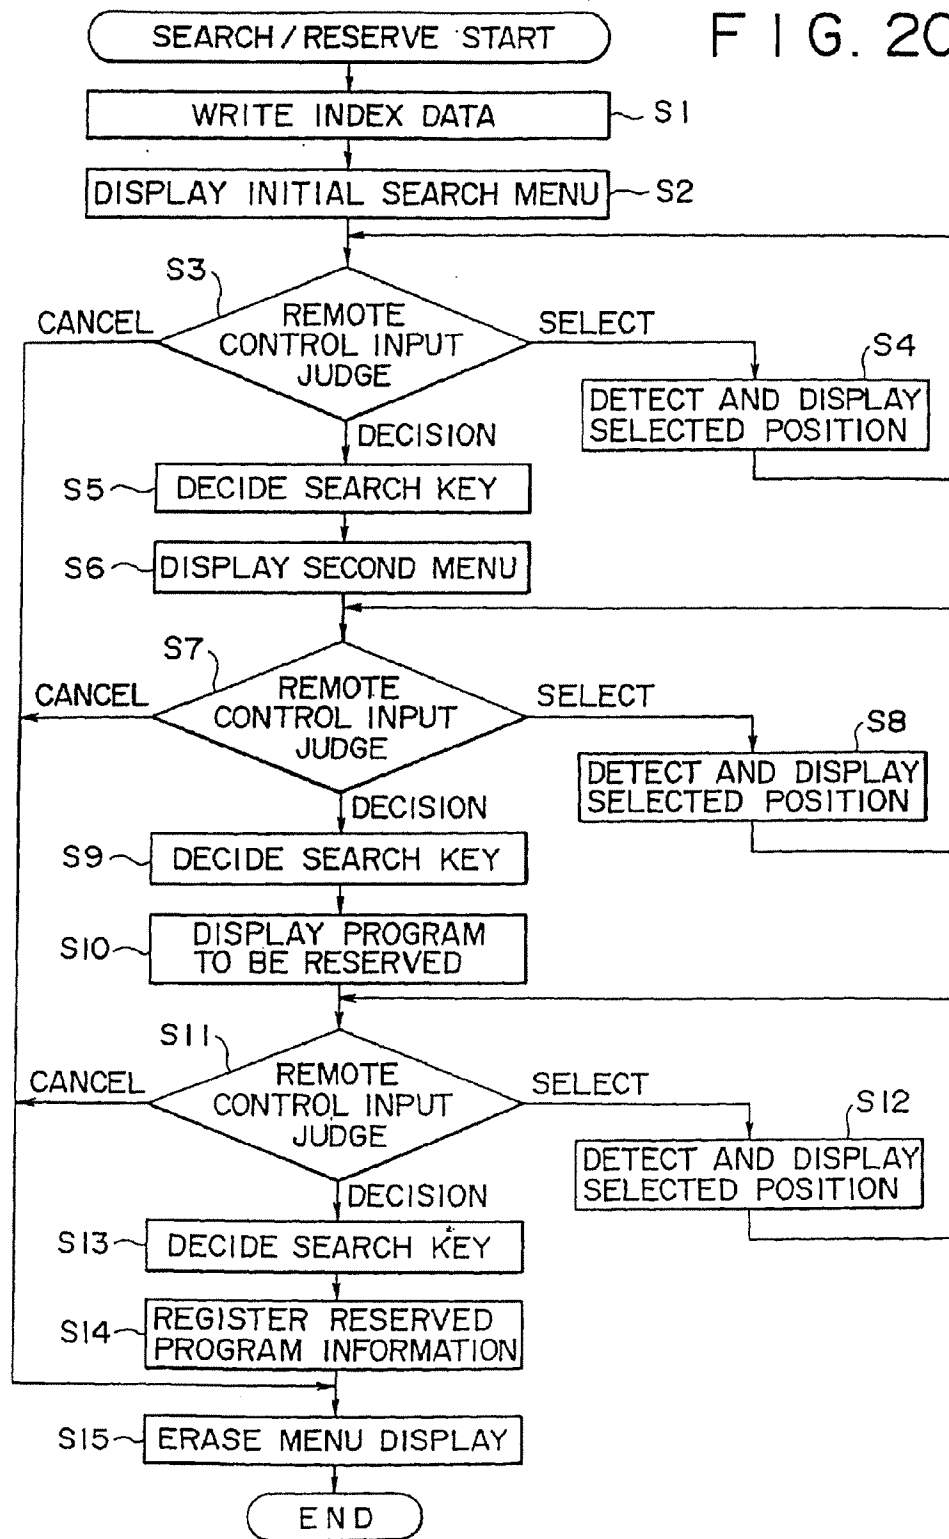 SEARCH/RESERVE START
FIG. 20
WRITE INDEX DATA
S1
DISPLAY INITIAL SEARCH MENU
S2
S3
CANCEL
REMOTE
CONTROL INPUT
JUDGE
SELECT
S4
DETECT AND DISPLAY
SELECTED POSITION
DECISION
S5
DECIDE SEARCH KEY
S6
DISPLAY SECOND MENU
S7
CANCEL
REMOTE
CONTROL INPUT
JUDGE
SELECT
S8
DETECT AND DISPLAY
SELECTED POSITION
DECISION
S9
DECIDE SEARCH KEY
S10
DISPLAY PROGRAM
TO BE RESERVED
S11
CANCEL
REMOTE
CONTROL INPUT
JUDGE
SELECT
S12
DETECT AND DISPLAY
SELECTED POSITION
DECISION
S13
DECIDE SEARCH KEY
S14
REGISTER RESERVED
PROGRAM INFORMATION
S15
ERASE MENU DISPLAY
END